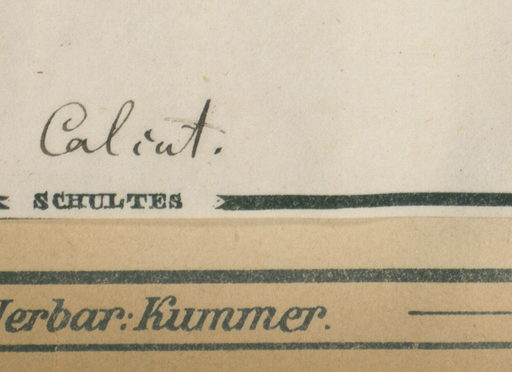 Calcut.
SCHULTES
Herbar: Kummer.